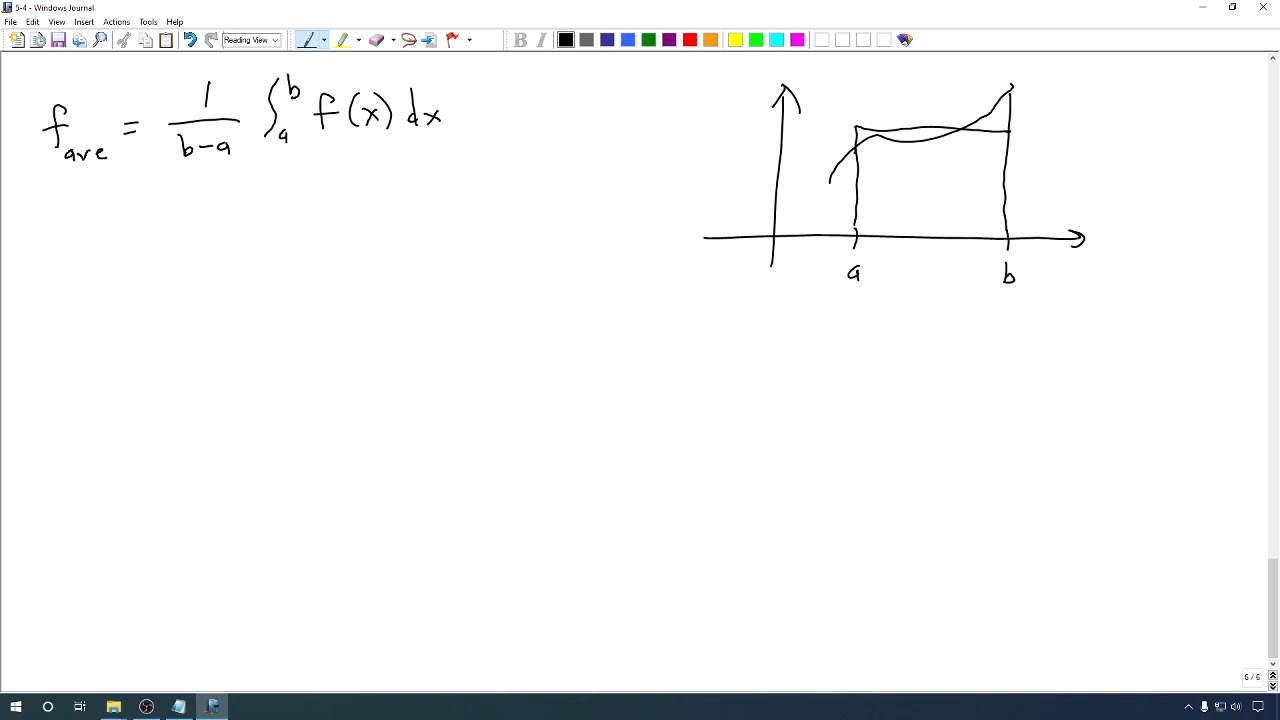 5-4 - Windows Journal
File Edit View Insert Actions Tools Help
Reading View B I
f_ave = 1/(b-a) ∫_a^b f(x) dx
a b
6 / 6